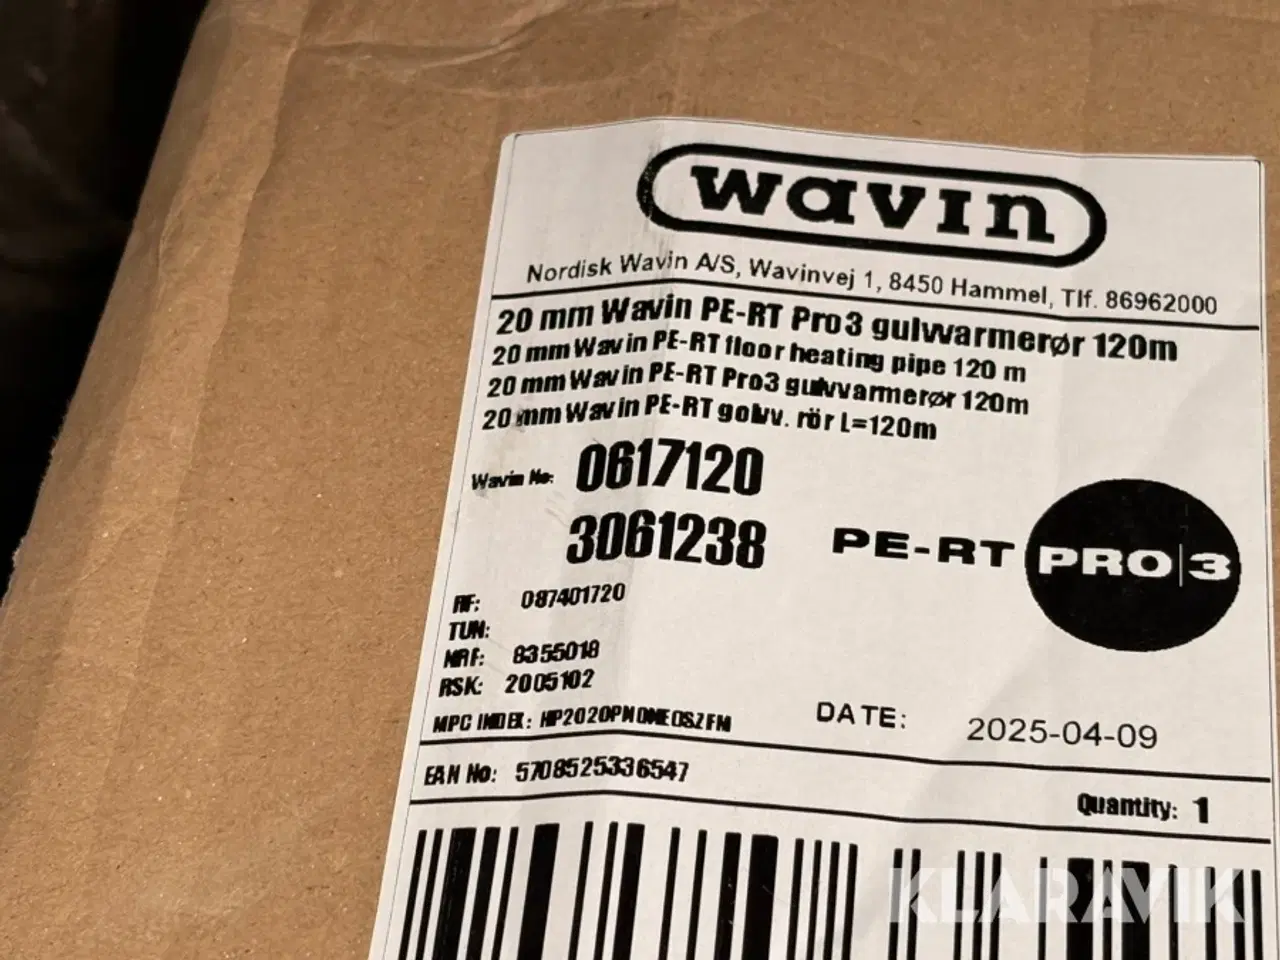 wavin
Nordisk Wavin A/S, Wavinvej 1, 8450 Hammel, Tlf. 86962000
20 mm Wavin PE-RT Pro3 gulvvarmerør 120m
20 mm Wavin PE-RT floor heating pipe 120 m
20 mm Wavin PE-RT Pro3 gulvvarmerør 120m
20 mm Wavin PE-RT golvv. rör L=120m
Wavin No: 0617120
3061238
PE-RT PRO|3
RF: 087401720
TUN:
NRF: 8355018
RSK: 2005102
MPC INDEX: HP2020PNONEOSZFM
DATE: 2025-04-09
EAN No: 5708525336547
Quantity: 1
KLARAVIK